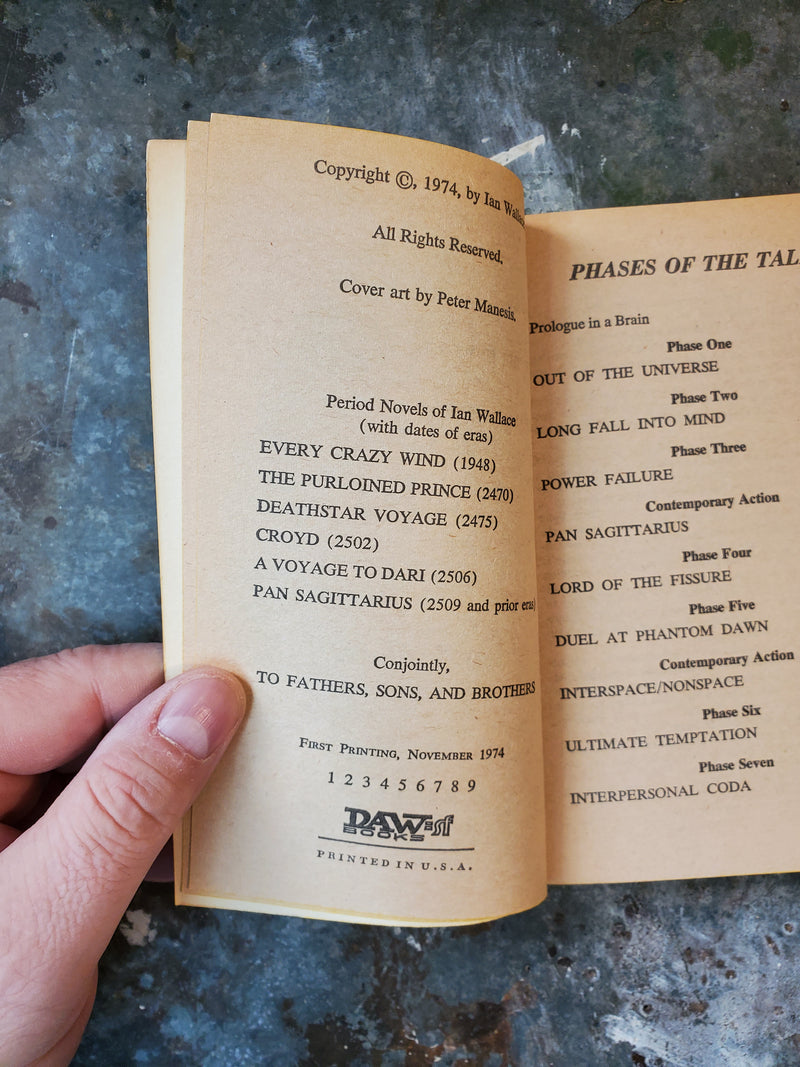 Copyright ©, 1974, by Ian Wallace
All Rights Reserved.
Cover art by Peter Manesis.
Period Novels of Ian Wallace
(with dates of eras)
EVERY CRAZY WIND (1948)
THE PURLOINED PRINCE (2470)
DEATHSTAR VOYAGE (2475)
CROYD (2502)
A VOYAGE TO DARI (2506)
PAN SAGITTARIUS (2509 and prior eras)
Conjointly,
TO FATHERS, SONS, AND BROTHERS
FIRST PRINTING, NOVEMBER 1974
1 2 3 4 5 6 7 8 9
DAW=sf
BOOKS
PRINTED IN U.S.A.
PHASES OF THE TAL
Prologue in a Brain
Phase One
OUT OF THE UNIVERSE
Phase Two
LONG FALL INTO MIND
Phase Three
POWER FAILURE
Contemporary Action
PAN SAGITTARIUS
Phase Four
LORD OF THE FISSURE
Phase Five
DUEL AT PHANTOM DAWN
Contemporary Action
INTERSPACE/NONSPACE
Phase Six
ULTIMATE TEMPTATION
Phase Seven
INTERPERSONAL CODA